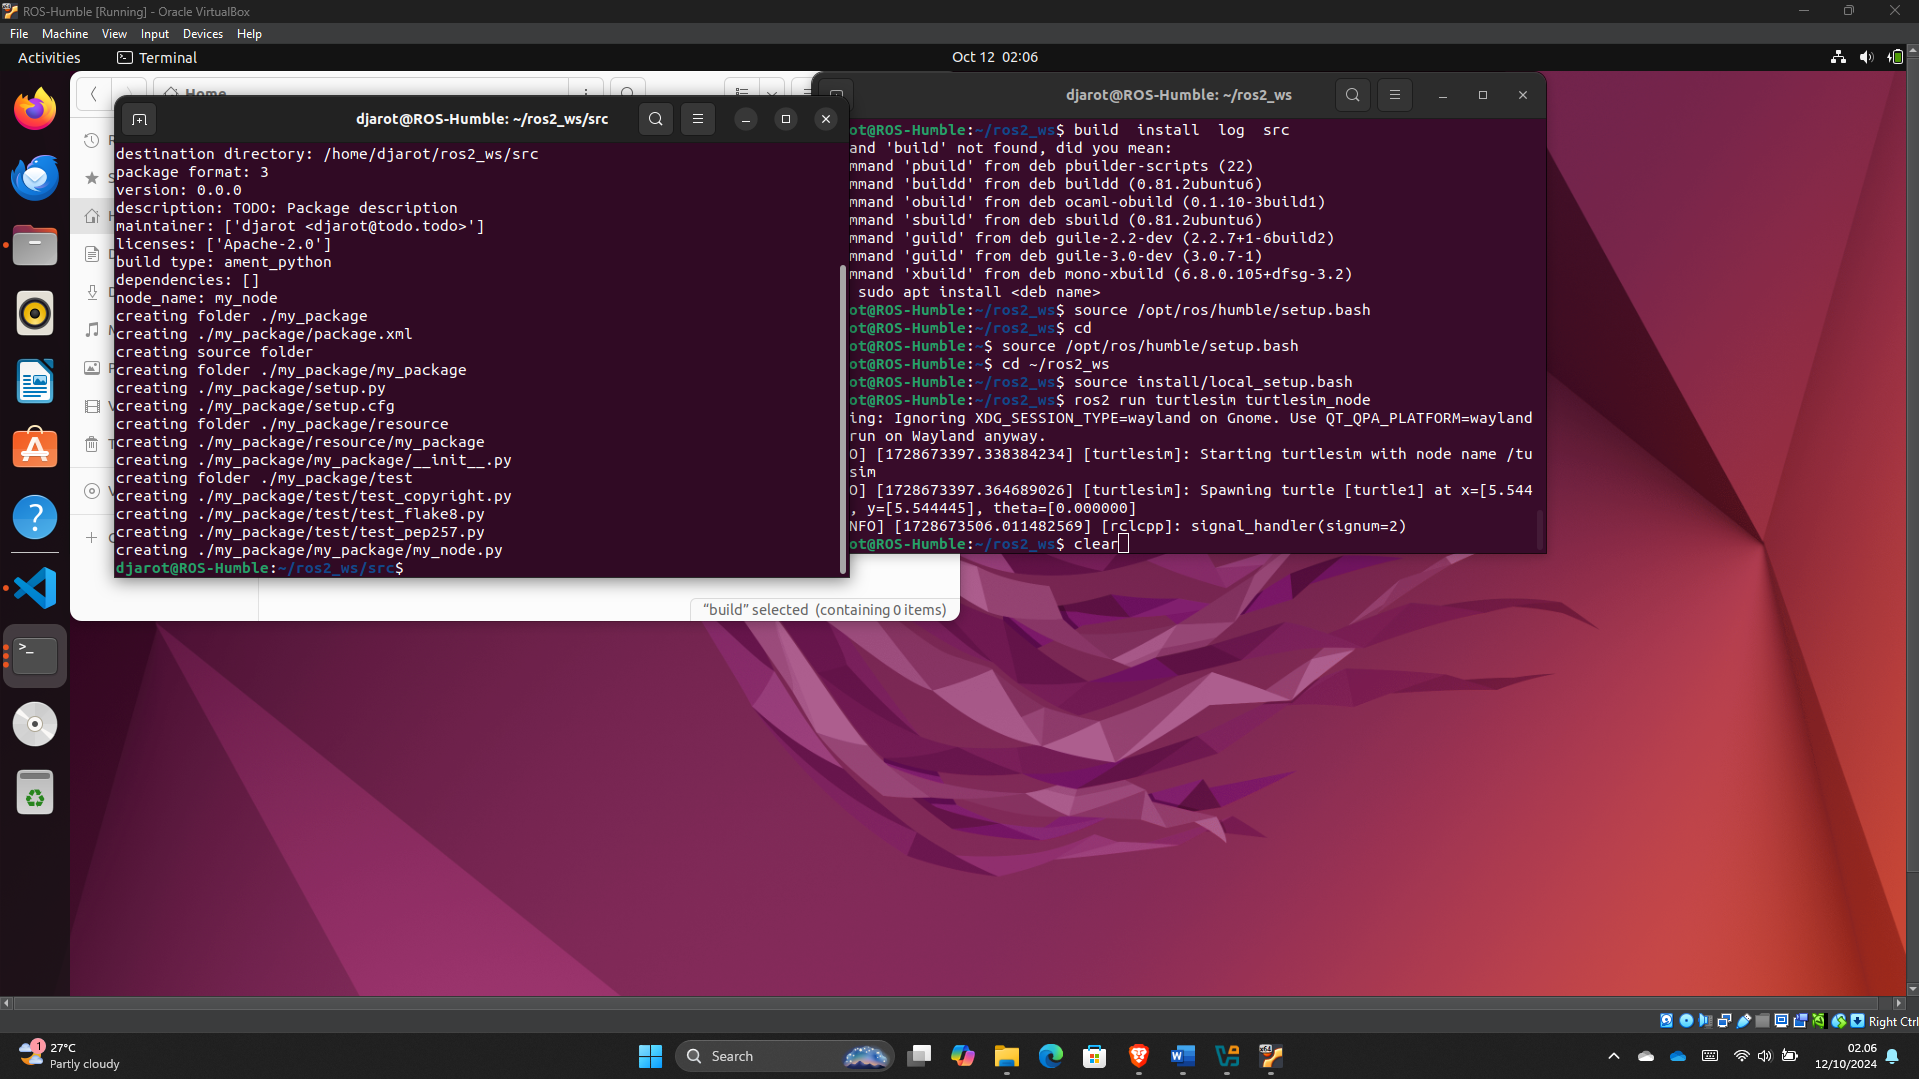 ROS-Humble [Running] - Oracle VirtualBox
File Machine View Input Devices Help
Activities Terminal
Oct 12 02:06
Home
djarot@ROS-Humble: ~/ros2_ws/src
destination directory: /home/djarot/ros2_ws/src
package format: 3
version: 0.0.0
description: TODO: Package description
maintainer: ['djarot <djarot@todo.todo>']
licenses: ['Apache-2.0']
build type: ament_python
dependencies: []
node_name: my_node
creating folder ./my_package
creating ./my_package/package.xml
creating source folder
creating folder ./my_package/my_package
creating ./my_package/setup.py
creating ./my_package/setup.cfg
creating folder ./my_package/resource
creating ./my_package/resource/my_package
creating ./my_package/my_package/__init__.py
creating folder ./my_package/test
creating ./my_package/test/test_copyright.py
creating ./my_package/test/test_flake8.py
creating ./my_package/test/test_pep257.py
creating ./my_package/my_package/my_node.py
djarot@ROS-Humble:~/ros2_ws/src$
djarot@ROS-Humble: ~/ros2_ws
ot@ROS-Humble:~/ros2_ws$ build  install  log  src
and 'build' not found, did you mean:
mmand 'pbuilder' from deb pbuilder-scripts (22)
mmand 'buildd' from deb buildd (0.81.2ubuntu6)
mmand 'obuild' from deb ocaml-obuild (0.1.10-3build1)
mmand 'sbuild' from deb sbuild (0.81.2ubuntu6)
mmand 'guild' from deb guile-2.2-dev (2.2.7+1-6build2)
mmand 'guild' from deb guile-3.0-dev (3.0.7-1)
mmand 'xbuild' from deb mono-xbuild (6.8.0.105+dfsg-3.2)
sudo apt install <deb name>
ot@ROS-Humble:~/ros2_ws$ source /opt/ros/humble/setup.bash
ot@ROS-Humble:~/ros2_ws$ cd
ot@ROS-Humble:~$ source /opt/ros/humble/setup.bash
ot@ROS-Humble:~$ cd ~/ros2_ws
ot@ROS-Humble:~/ros2_ws$ source install/local_setup.bash
ot@ROS-Humble:~/ros2_ws$ ros2 run turtlesim turtlesim_node
ing: Ignoring XDG_SESSION_TYPE=wayland on Gnome. Use QT_QPA_PLATFORM=wayland
run on Wayland anyway.
O] [1728673397.338384234] [turtlesim]: Starting turtlesim with node name /tu
sim
O] [1728673397.364689026] [turtlesim]: Spawning turtle [turtle1] at x=[5.544
, y=[5.544445], theta=[0.000000]
NFO] [1728673506.011482569] [rclcpp]: signal_handler(signum=2)
ot@ROS-Humble:~/ros2_ws$ clear
“build” selected (containing 0 items)
Right Ctrl
1
27°C
Partly cloudy
Search
02.06
12/10/2024